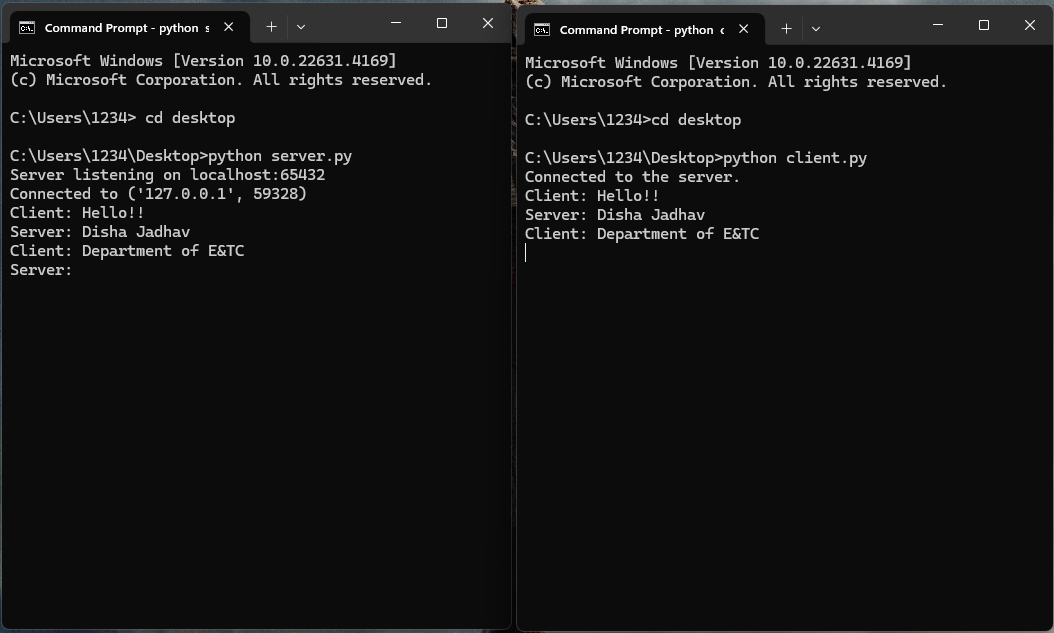 Command Prompt - python s
Microsoft Windows [Version 10.0.22631.4169]
(c) Microsoft Corporation. All rights reserved.
C:\Users\1234> cd desktop
C:\Users\1234\Desktop>python server.py
Server listening on localhost:65432
Connected to ('127.0.0.1', 59328)
Client: Hello!!
Server: Disha Jadhav
Client: Department of E&TC
Server:
Command Prompt - python c
Microsoft Windows [Version 10.0.22631.4169]
(c) Microsoft Corporation. All rights reserved.
C:\Users\1234>cd desktop
C:\Users\1234\Desktop>python client.py
Connected to the server.
Client: Hello!!
Server: Disha Jadhav
Client: Department of E&TC